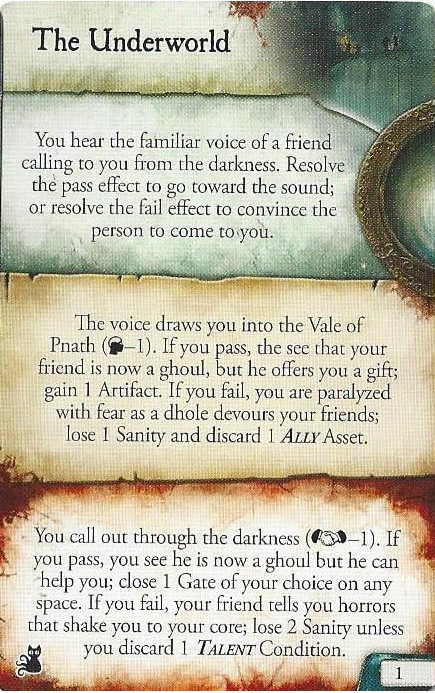 The Underworld
You hear the familiar voice of a friend
calling to you from the darkness. Resolve
the pass effect to go toward the sound;
or resolve the fail effect to convince the
person to come to you.
The voice draws you into the Vale of
Pnath (–1). If you pass, the see that your
friend is now a ghoul, but he offers you a gift;
gain 1 Artifact. If you fail, you are paralyzed
with fear as a dhole devours your friends;
lose 1 Sanity and discard 1 ALLY Asset.
You call out through the darkness (–1). If
you pass, you see he is now a ghoul but he can
help you; close 1 Gate of your choice on any
space. If you fail, your friend tells you horrors
that shake you to your core; lose 2 Sanity unless
you discard 1 TALENT Condition.
1